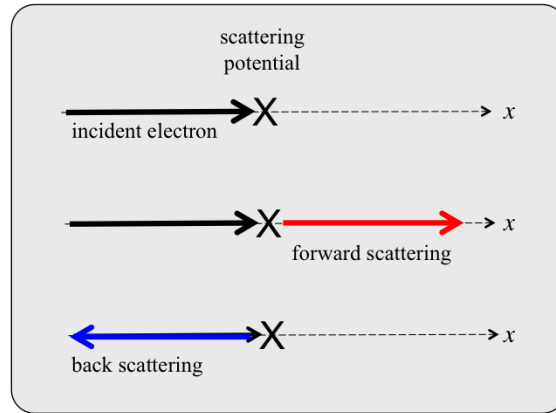 scattering
potential
X
x
incident electron
X
x
forward scattering
X
x
back scattering